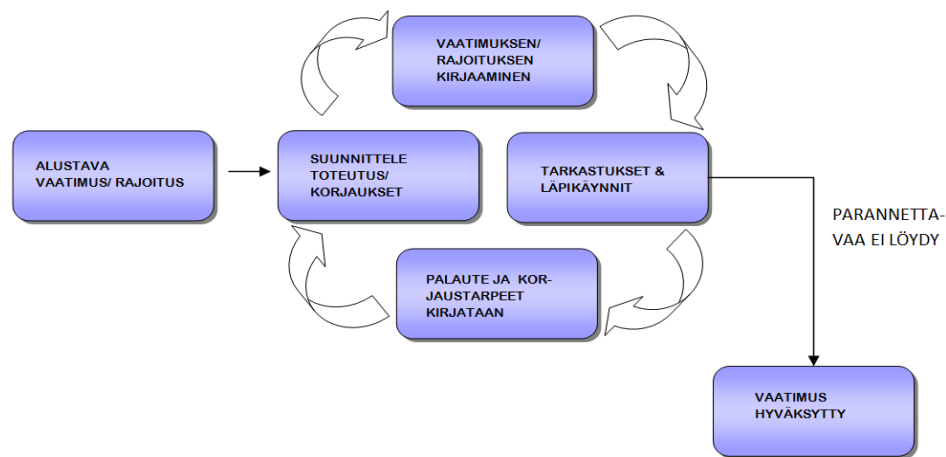 VAATIMUKSEN/
RAJOITUKSEN
KIRJAAMINEN
ALUSTAVA
VAATIMUS/ RAJOITUS
SUUNNITTELE
TOTEUTUS/
KORJAUKSET
TARKASTUKSET &
LÄPIKÄYNNIT
PARANNETTA-
VAA EI LÖYDY
PALAUTE JA KOR-
JAUSTARPEET
KIRJATAAN
VAATIMUS
HYVÄKSYTTY